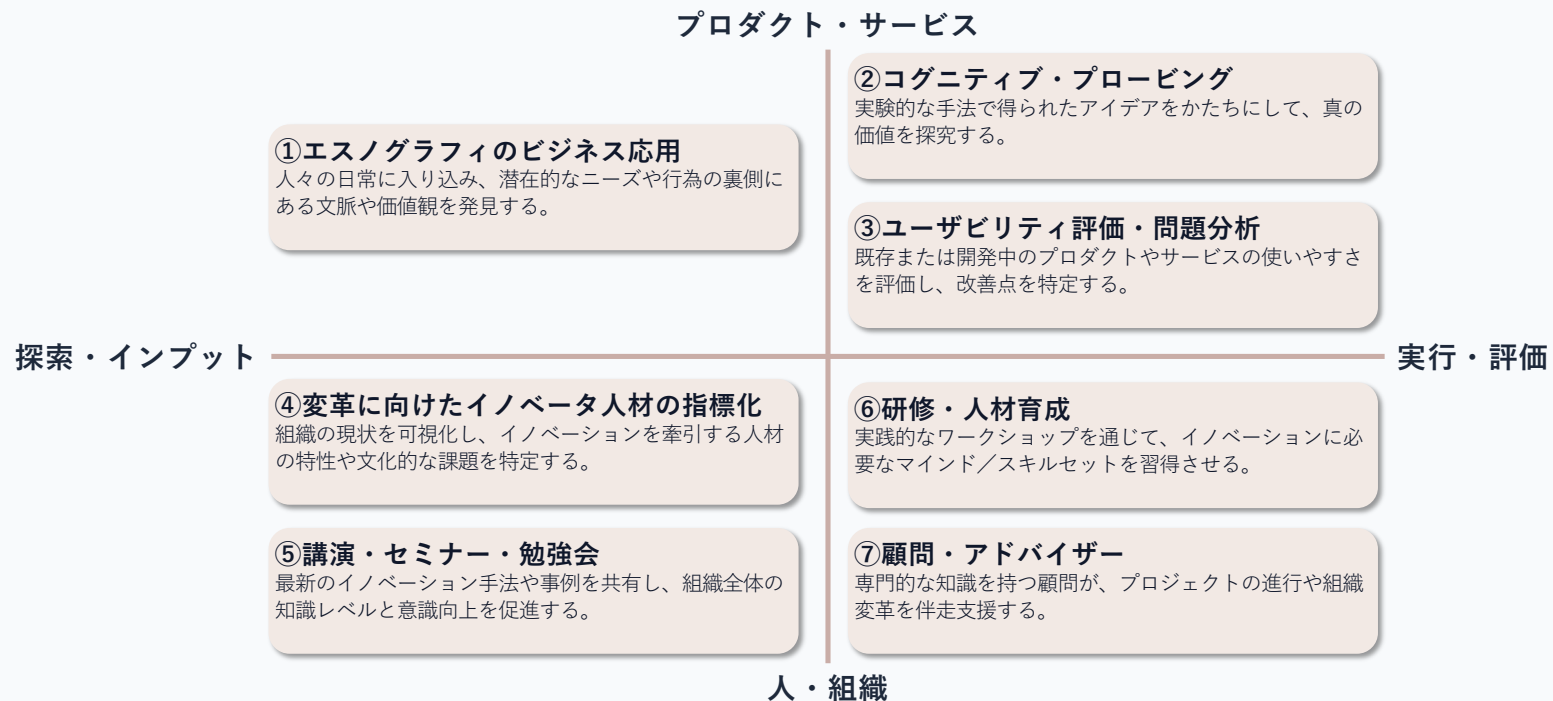 プロダクト・サービス
①エスノグラフィのビジネス応用
人々の日常に入り込み、潜在的なニーズや行為の裏側に
ある文脈や価値観を発見する。
②コグニティブ・プロービング
実験的な手法で得られたアイデアをかたちにして、真の
価値を探究する。
③ユーザビリティ評価・問題分析
既存または開発中のプロダクトやサービスの使いやすさ
を評価し、改善点を特定する。
探索・インプット
実行・評価
④変革に向けたイノベータ人材の指標化
組織の現状を可視化し、イノベーションを牽引する人材
の特性や文化的な課題を特定する。
⑤講演・セミナー・勉強会
最新のイノベーション手法や事例を共有し、組織全体の
知識レベルと意識向上を促進する。
⑥研修・人材育成
実践的なワークショップを通じて、イノベーションに必
要なマインド／スキルセットを習得させる。
⑦顧問・アドバイザー
専門的な知識を持つ顧問が、プロジェクトの進行や組織
変革を伴走支援する。
人・組織